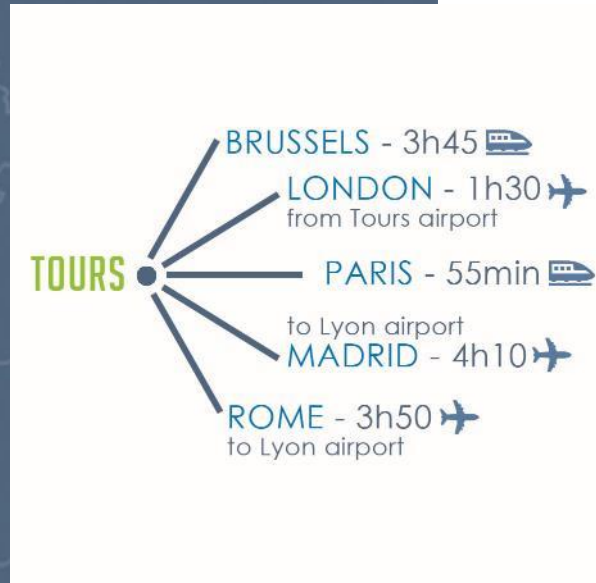 BRUSSELS - 3h45
LONDON - 1h30
from Tours airport
TOURS
PARIS - 55min
to Lyon airport
MADRID - 4h10
ROME - 3h50
to Lyon airport